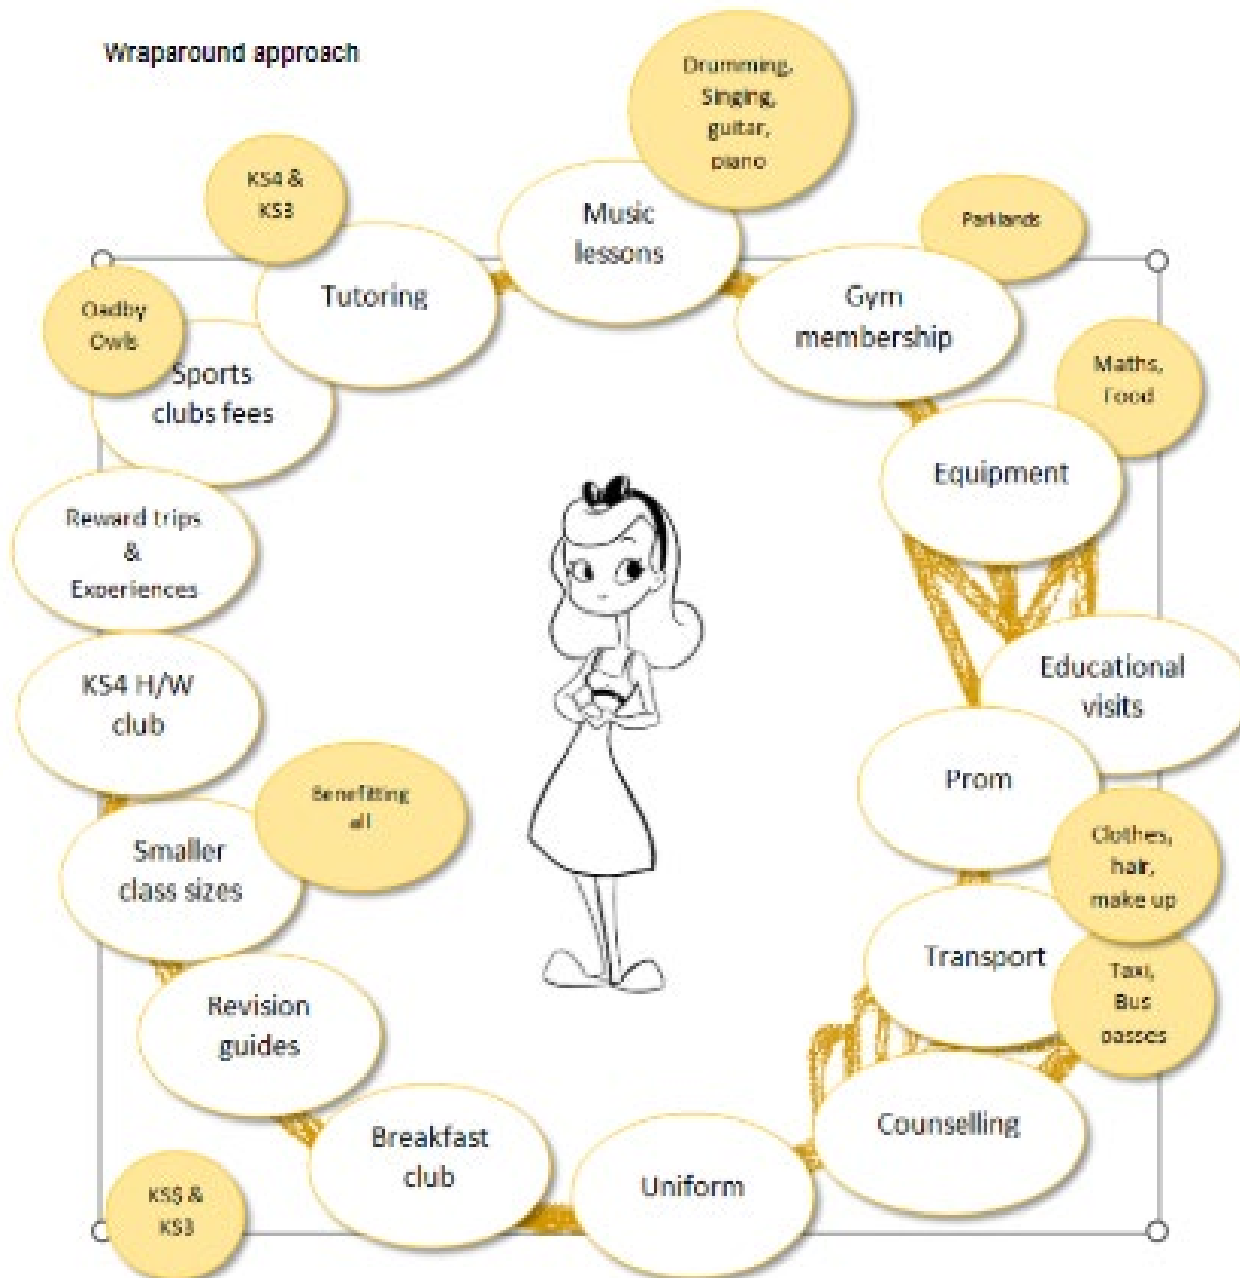 Wraparound approach
Drumming,
Singing,
guitar,
piano
KS4 &
KS3
Music
lessons
Parklands
Tutoring
Gym
membership
Oadby
Owls
Sports
clubs fees
Maths,
Food
Equipment
Reward trips
&
Experiences
Educational
visits
KS4 H/W
club
Prom
Benefitting
all
Smaller
class sizes
Clothes,
hair,
make up
Transport
Taxi,
Bus
passes
Revision
guides
Counselling
Breakfast
club
Uniform
KS5 &
KS3